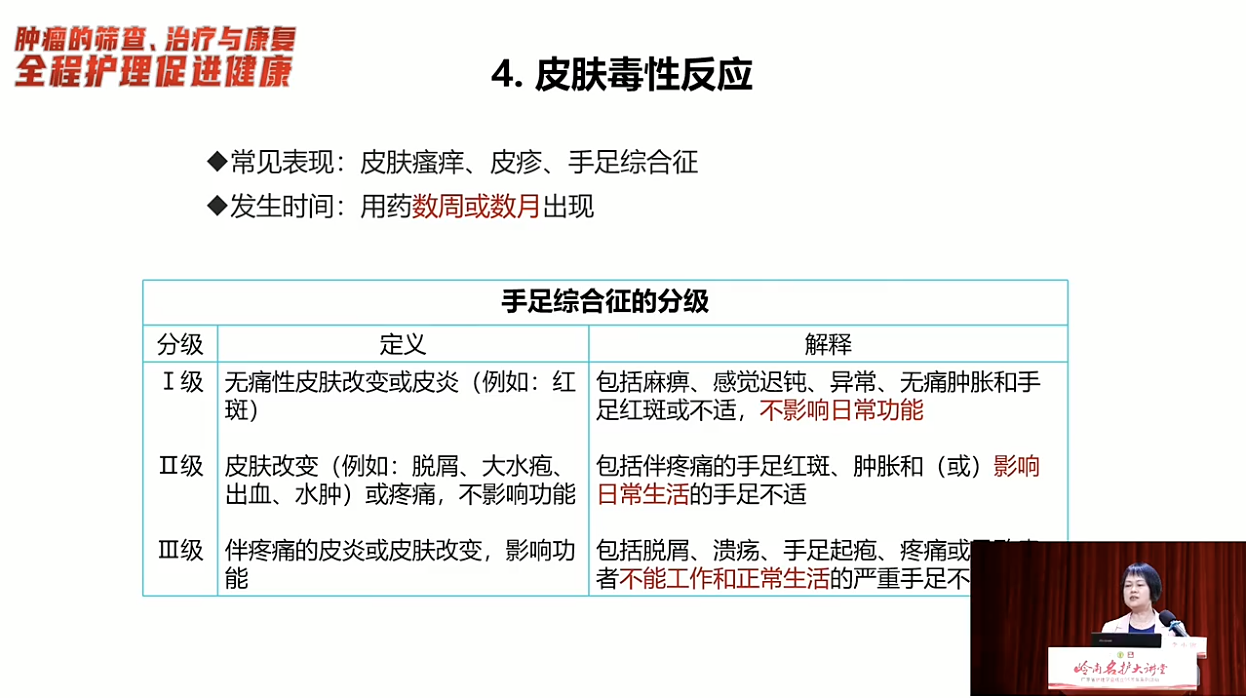 肿瘤的筛查、治疗与康复
全程护理促进健康
4. 皮肤毒性反应
◆常见表现：皮肤瘙痒、皮疹、手足综合征
◆发生时间：用药数周或数月出现
手足综合征的分级
分级 定义 解释
Ⅰ级 无痛性皮肤改变或皮炎（例如：红
斑）
包括麻痹、感觉迟钝、异常、无痛肿胀和手
足红斑或不适，不影响日常功能
Ⅱ级 皮肤改变（例如：脱屑、大水疱、
出血、水肿）或疼痛，不影响功能
包括伴疼痛的手足红斑、肿胀和（或）影响
日常生活的手足不适
Ⅲ级 伴疼痛的皮炎或皮肤改变，影响功
能
包括脱屑、溃疡、手足起疱、疼痛或
者不能工作和正常生活的严重手足不
岭南名护大讲堂